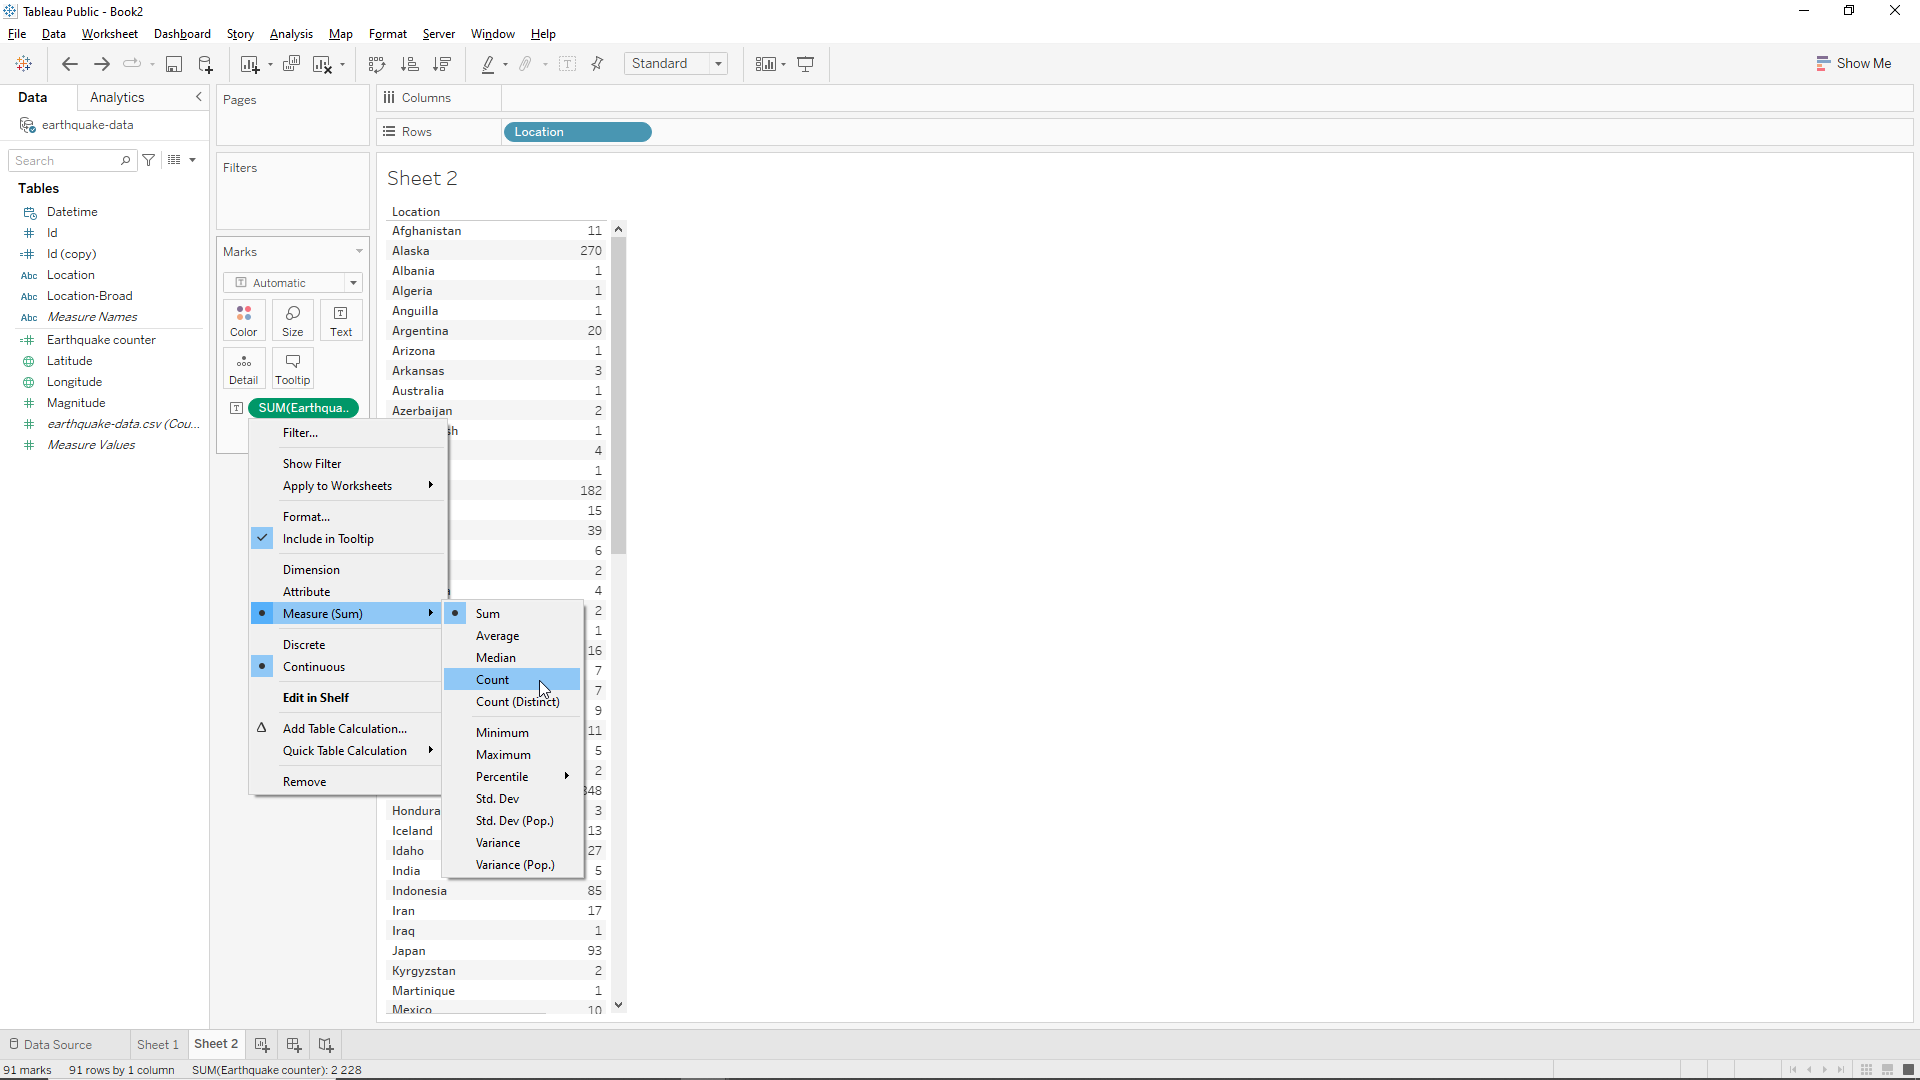 Tableau Public - Book2
File Data Worksheet Dashboard Story Analysis Map Format Server Window Help
Standard
Show Me
Data Analytics
earthquake-data
Search
Tables
Datetime
# Id
=# Id (copy)
Abc Location
Abc Location-Broad
Abc Measure Names
=# Earthquake counter
Latitude
Longitude
# Magnitude
# earthquake-data.csv (Cou...
# Measure Values
Pages
Filters
Marks
T Automatic
Color
Size
T Text
Detail
Tooltip
T SUM(Earthqua..
Filter...
Show Filter
Apply to Worksheets
Format...
Include in Tooltip
Dimension
Attribute
Measure (Sum)
Discrete
Continuous
Edit in Shelf
Add Table Calculation...
Quick Table Calculation
Remove
Sum
Average
Median
Count
Count (Distinct)
Minimum
Maximum
Percentile
Std. Dev
Std. Dev (Pop.)
Variance
Variance (Pop.)
Columns
Rows Location
Sheet 2
Location
Afghanistan 11
Alaska 270
Albania 1
Algeria 1
Anguilla 1
Argentina 20
Arizona 1
Arkansas 3
Australia 1
Azerbaijan 2
sh 1
4
1
182
15
39
6
2
4
2
1
16
7
7
9
11
5
2
348
Hondura 3
Iceland 13
Idaho 27
India 5
Indonesia 85
Iran 17
Iraq 1
Japan 93
Kyrgyzstan 2
Martinique 1
Mexico 10
Data Source Sheet 1 Sheet 2
91 marks 91 rows by 1 column SUM(Earthquake counter): 2 228